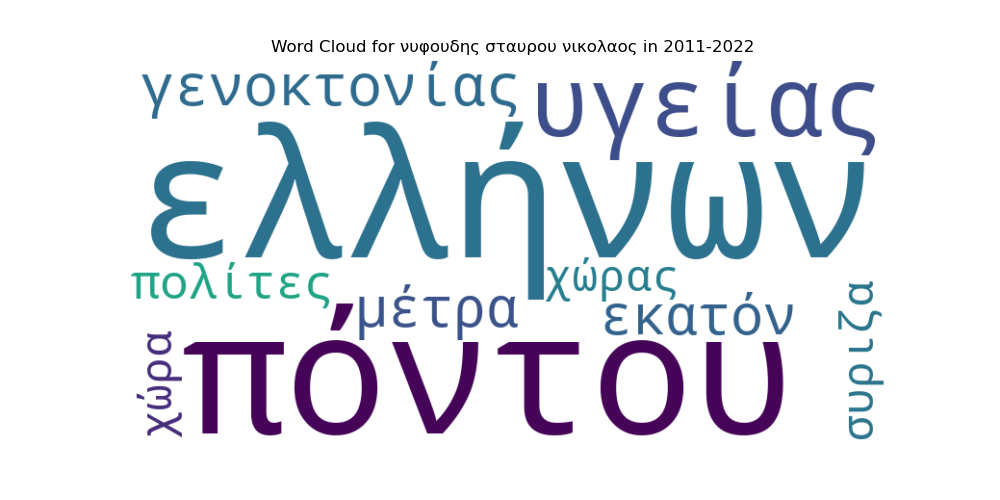 Word Cloud for νυφουδης σταυρου νικολαος in 2011-2022
γενοκτονίας
υγείας
ελλήνων
πολίτες
χώρας
μέτρα
εκατόν
συριζα
χώρα
πόντου